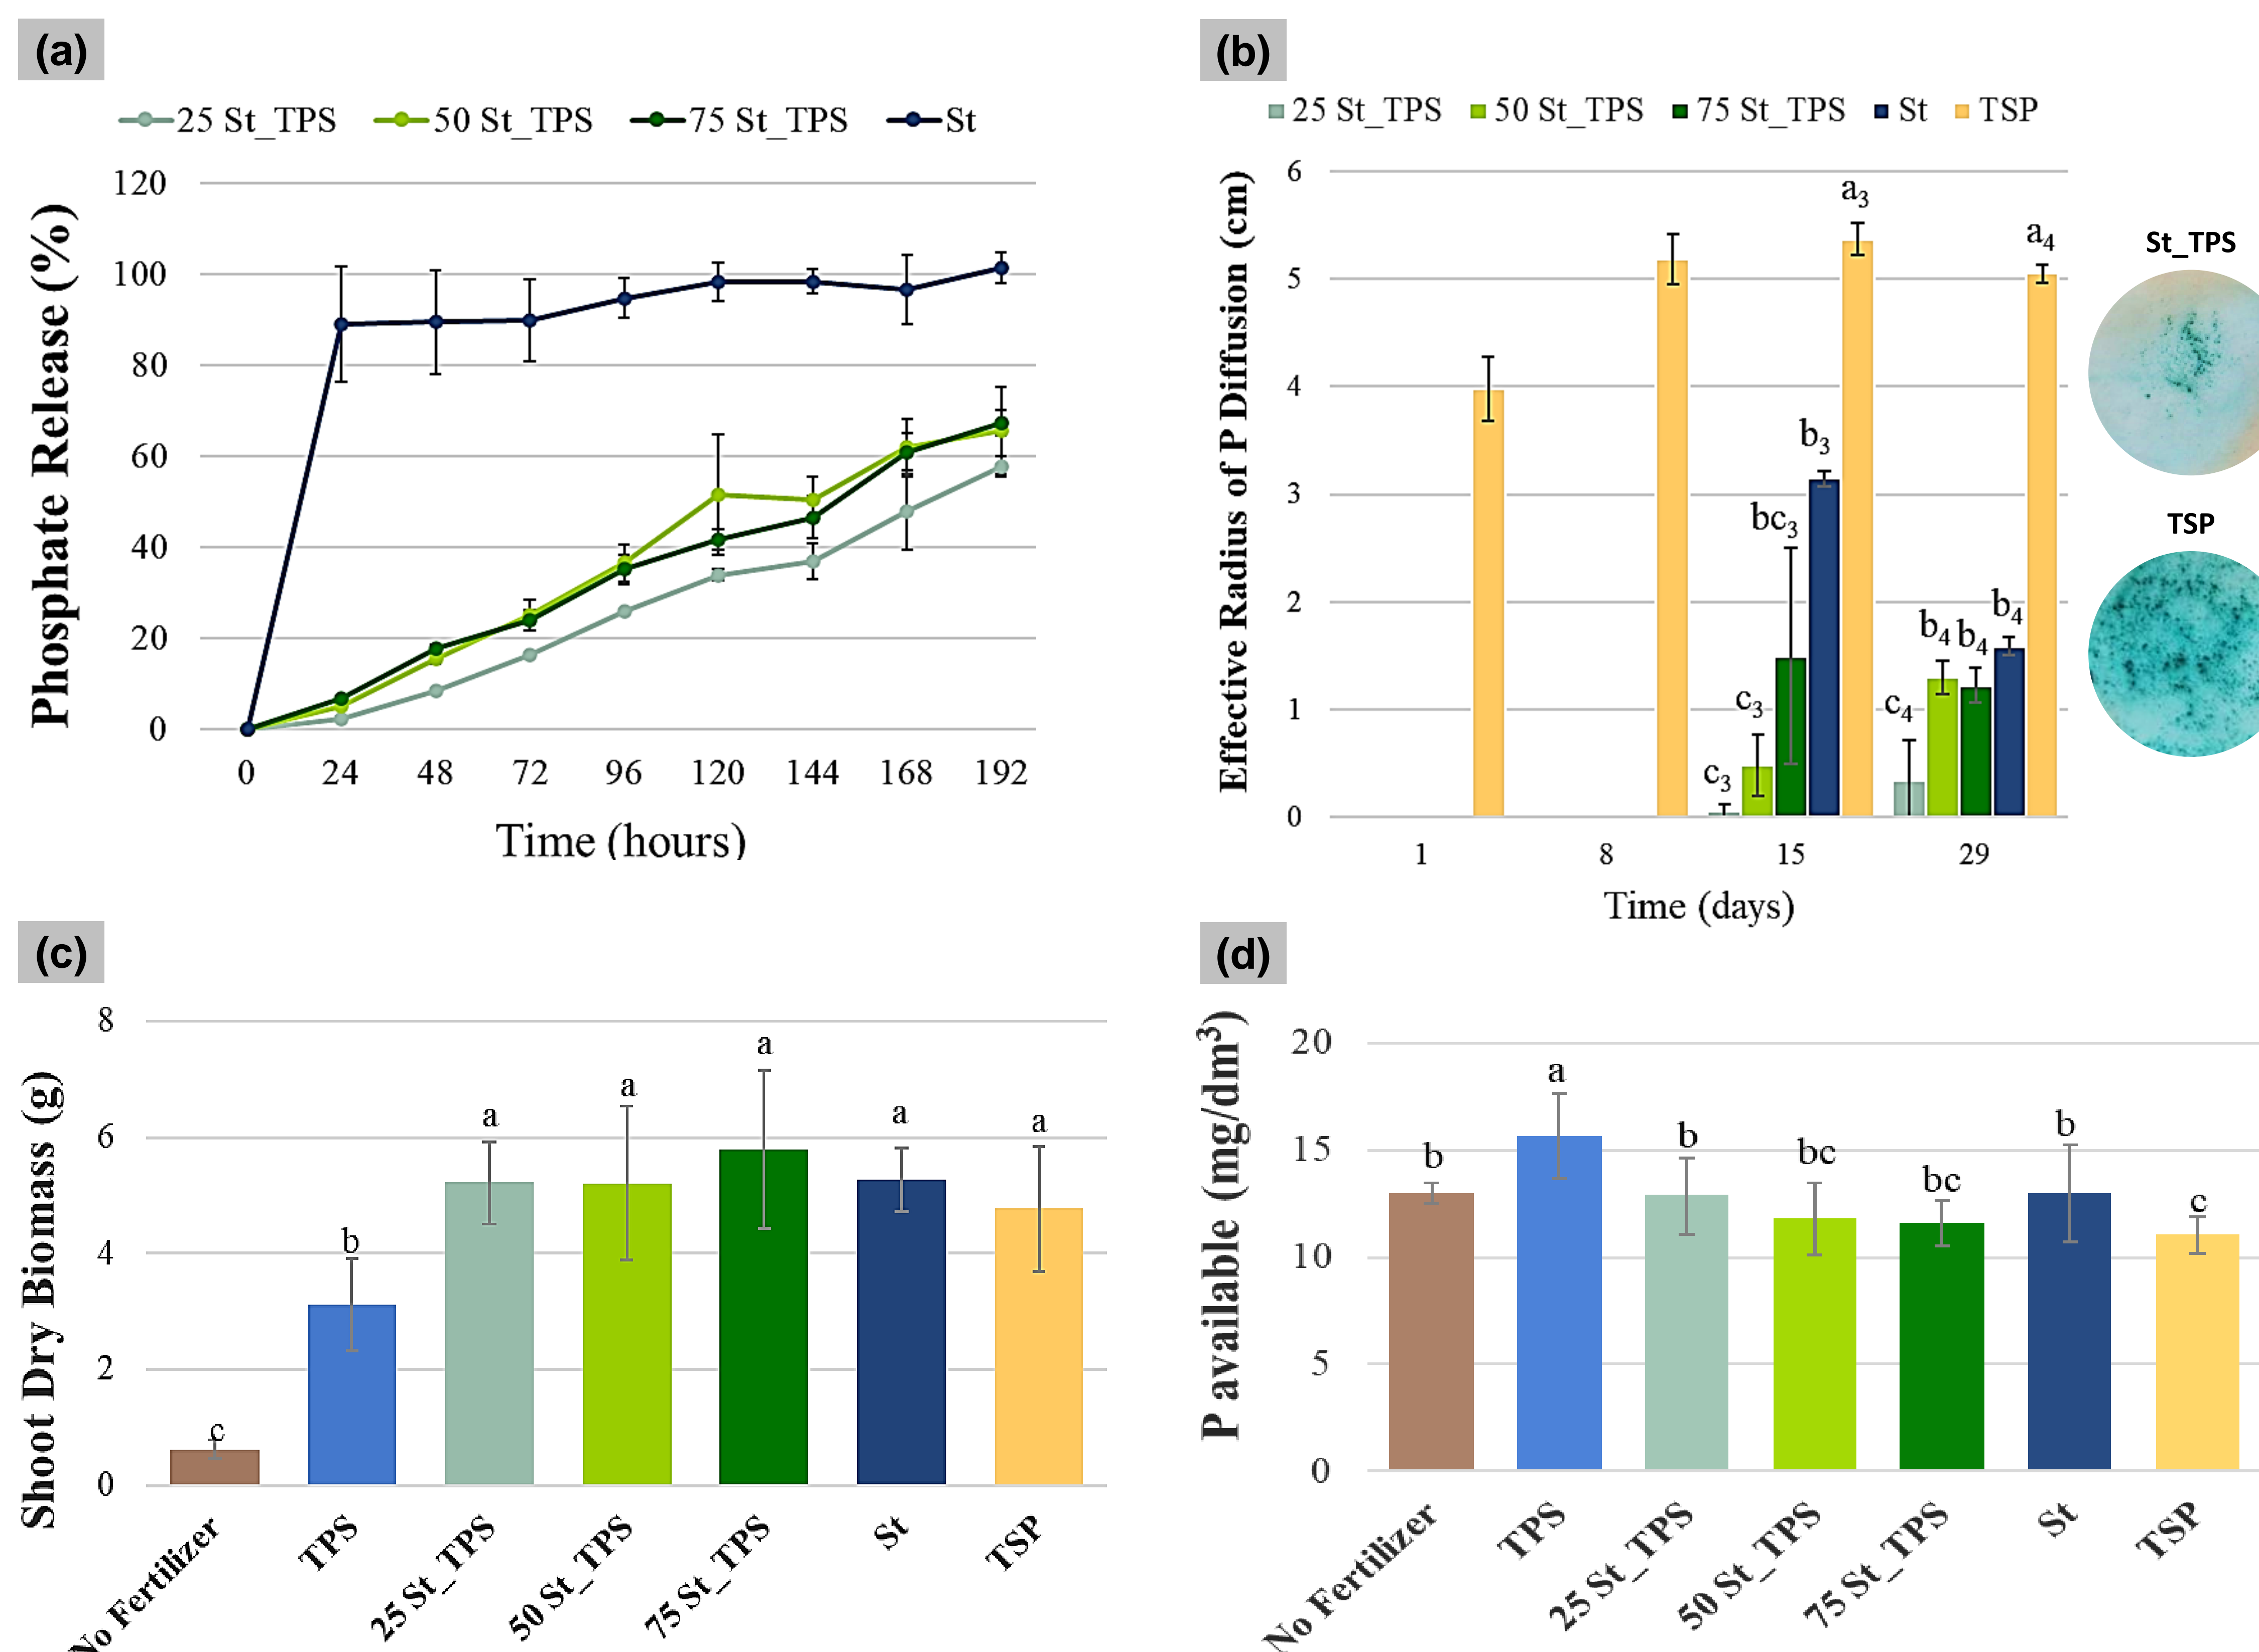 (a)
25 St_TPS 50 St_TPS 75 St_TPS St
Phosphate Release (%)
120
100
80
60
40
20
0
0 24 48 72 96 120 144 168 192
Time (hours)
(b)
25 St_TPS 50 St_TPS 75 St_TPS St TSP
Effective Radius of P Diffusion (cm)
6
5
4
3
2
1
0
a3
a4
b3
bc3
c3
c3
b4
b4
b4
c4
1 8 15 29
Time (days)
St_TPS
TSP
(c)
Shoot Dry Biomass (g)
8
6
4
2
0
c b a a a a a
No Fertilizer TPS 25 St_TPS 50 St_TPS 75 St_TPS St TSP
(d)
P available (mg/dm³)
20
15
10
5
0
b a b bc bc b c
No Fertilizer TPS 25 St_TPS 50 St_TPS 75 St_TPS St TSP